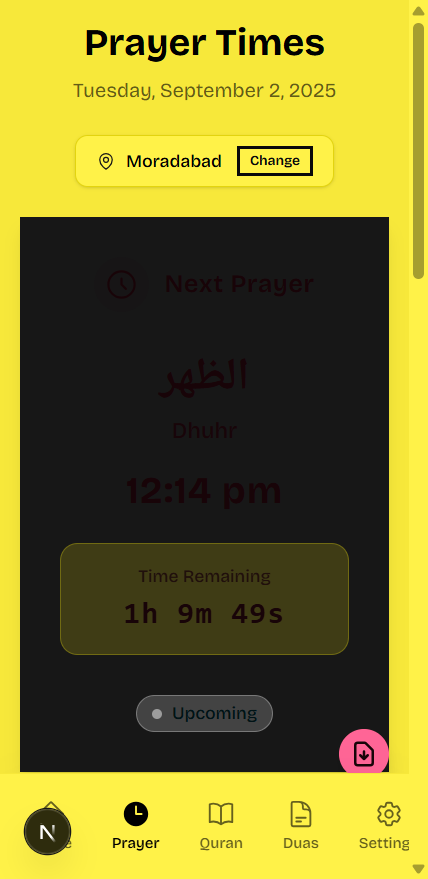 Prayer Times
Tuesday, September 2, 2025
Moradabad Change
Next Prayer
الظهر
Dhuhr
12:14 pm
Time Remaining
1h 9m 49s
Upcoming
N
Prayer Quran Duas Setting